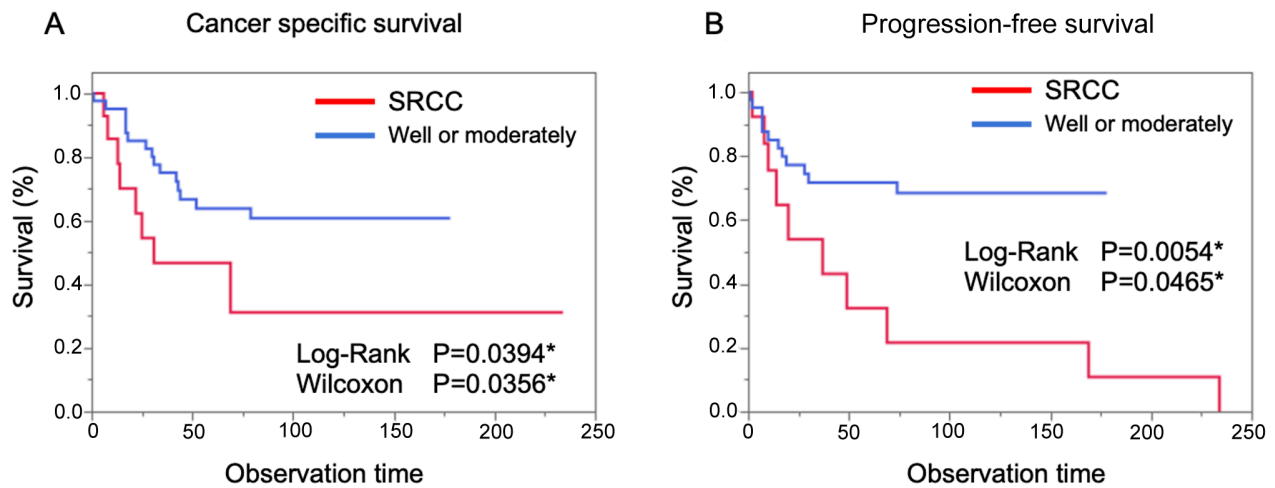 A Cancer specific survival
1.0
0.8
0.6
0.4
0.2
0.0
Survival (%)
SRCC
Well or moderately
Log-Rank P=0.0394*
Wilcoxon P=0.0356*
0 50 100 150 200 250
Observation time
B Progression-free survival
1.0
0.8
0.6
0.4
0.2
0.0
Survival (%)
SRCC
Well or moderately
Log-Rank P=0.0054*
Wilcoxon P=0.0465*
0 50 100 150 200 250
Observation time